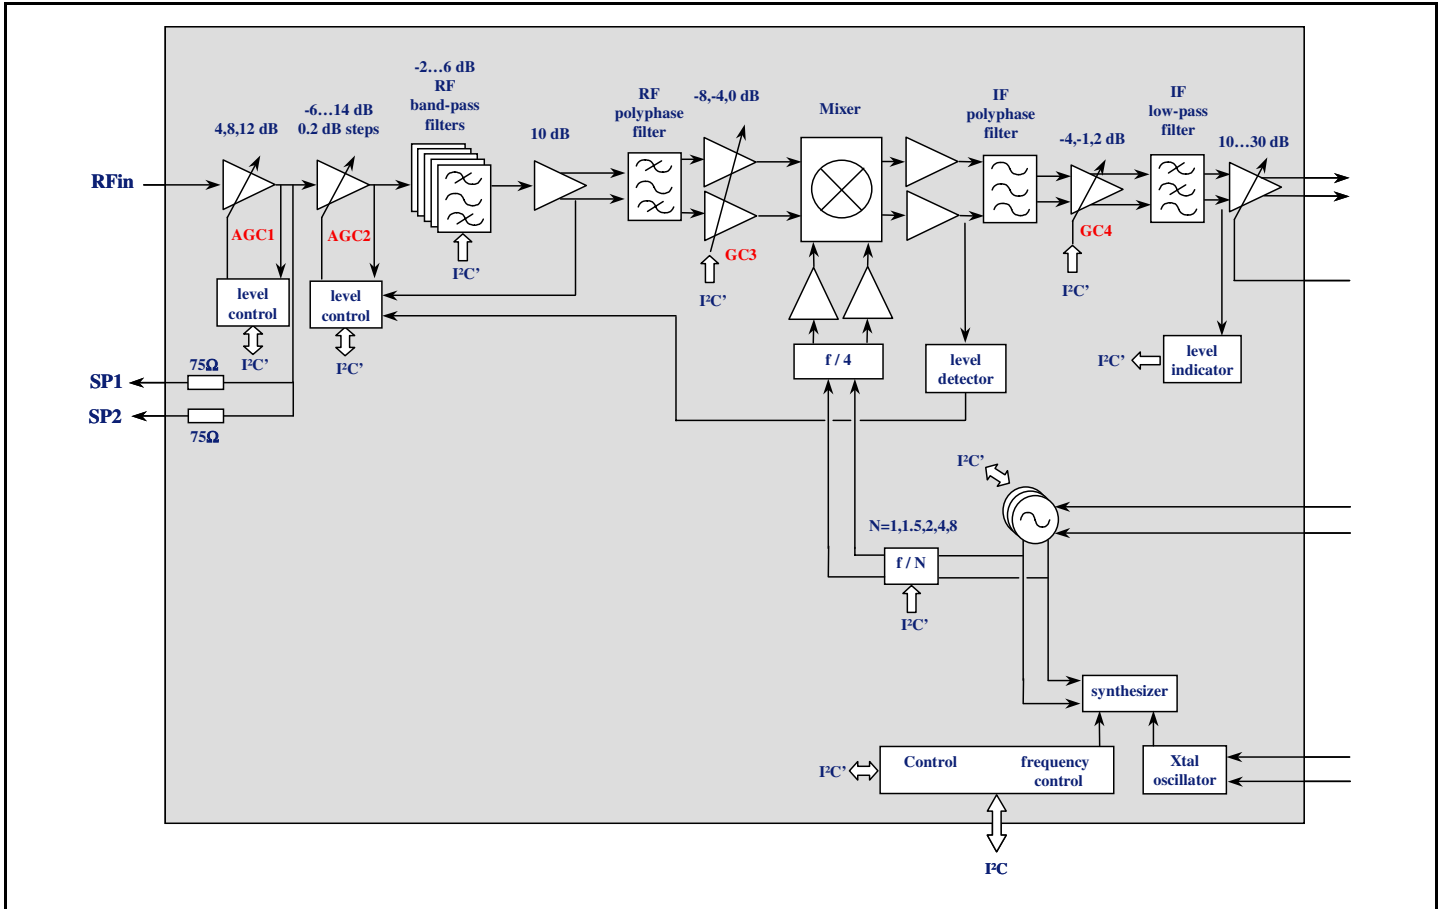 -2…6 dB
RF
band-pass
filters
-6…14 dB
0.2 dB steps
4,8,12 dB
10 dB
RF
polyphase
filter
-8,-4,0 dB
Mixer
IF
polyphase
filter
-4,-1,2 dB
IF
low-pass
filter
10…30 dB
RFin
AGC1
AGC2
I²C’
GC3
I²C’
GC4
I²C’
level
control
level
control
I²C’
I²C’
f / 4
level
detector
I²C’
level
indicator
75Ω
SP1
SP2
75Ω
I²C’
N=1,1.5,2,4,8
f / N
I²C’
synthesizer
I²C’
Control
frequency
control
Xtal
oscillator
I²C